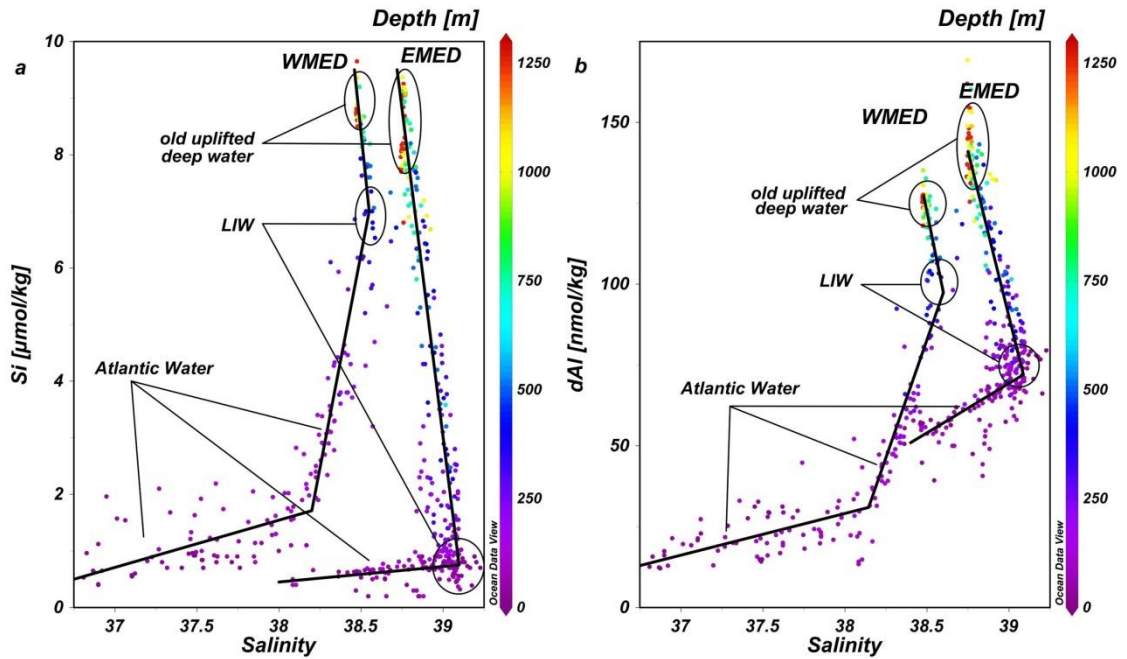 Depth [m]
a
WMED
EMED
old uplifted
deep water
LIW
Atlantic Water
Si [µmol/kg]
10
8
6
4
2
0
37
37.5
38
38.5
39
Salinity
Ocean Data View
1250
1000
750
500
250
0
Depth [m]
b
EMED
WMED
old uplifted
deep water
LIW
Atlantic Water
dAl [nmol/kg]
150
100
50
0
37
37.5
38
38.5
39
Salinity
Ocean Data View
1250
1000
750
500
250
0